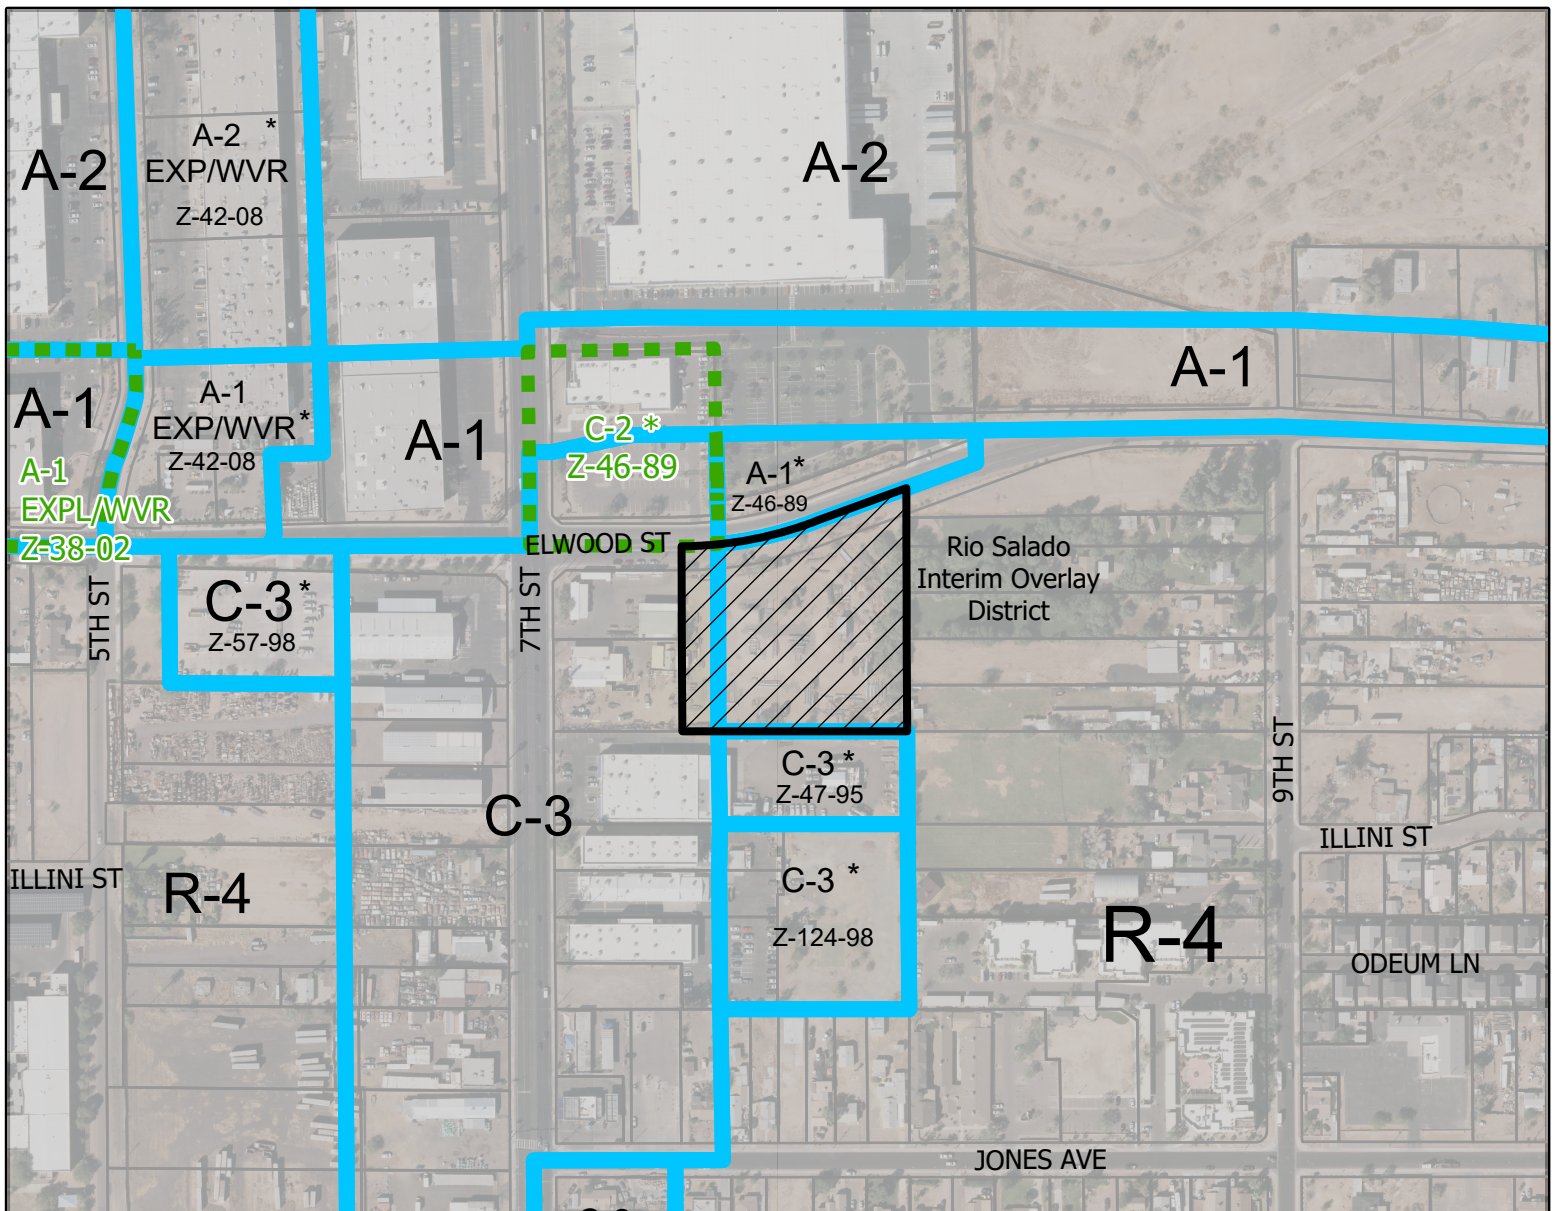 A-2
A-2 *
EXP/WVR
Z-42-08
A-2
A-1
A-1
EXP/WVR*
Z-42-08
A-1
C-2 *
Z-46-89
A-1
A-1
EXPL/WVR
Z-38-02
A-1*
Z-46-89
ELWOOD ST
Rio Salado
Interim Overlay
District
5TH ST
7TH ST
C-3*
Z-57-98
9TH ST
C-3 *
Z-47-95
C-3
ILLINI ST
ILLINI ST
R-4
C-3 *
Z-124-98
R-4
ODEUM LN
JONES AVE